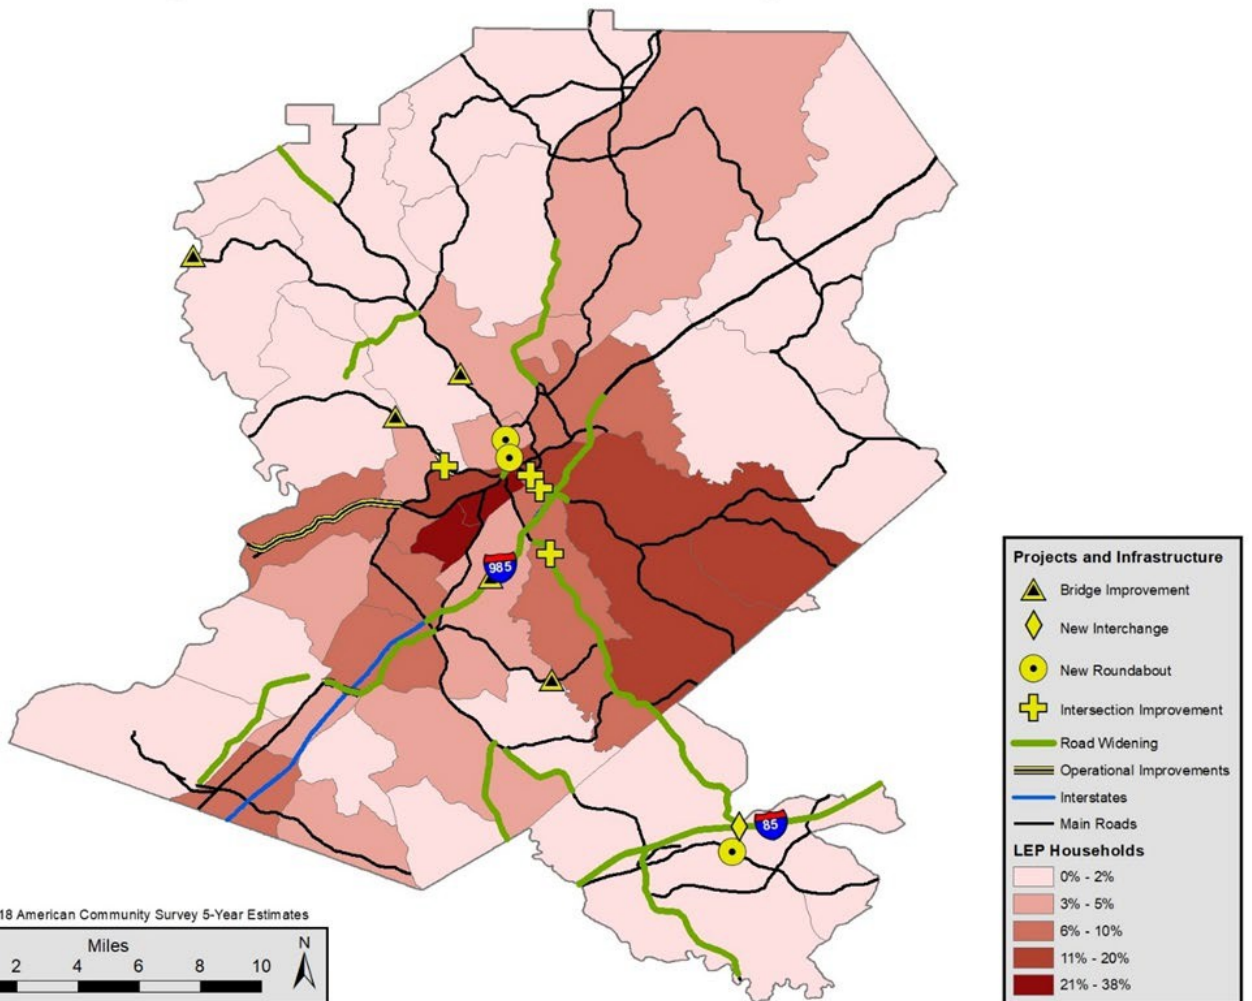 985
85
Projects and Infrastructure
Bridge Improvement
New Interchange
New Roundabout
Intersection Improvement
Road Widening
Operational Improvements
Interstates
Main Roads
LEP Households
0% - 2%
3% - 5%
6% - 10%
11% - 20%
21% - 38%
18 American Community Survey 5-Year Estimates
Miles
N
2 4 6 8 10